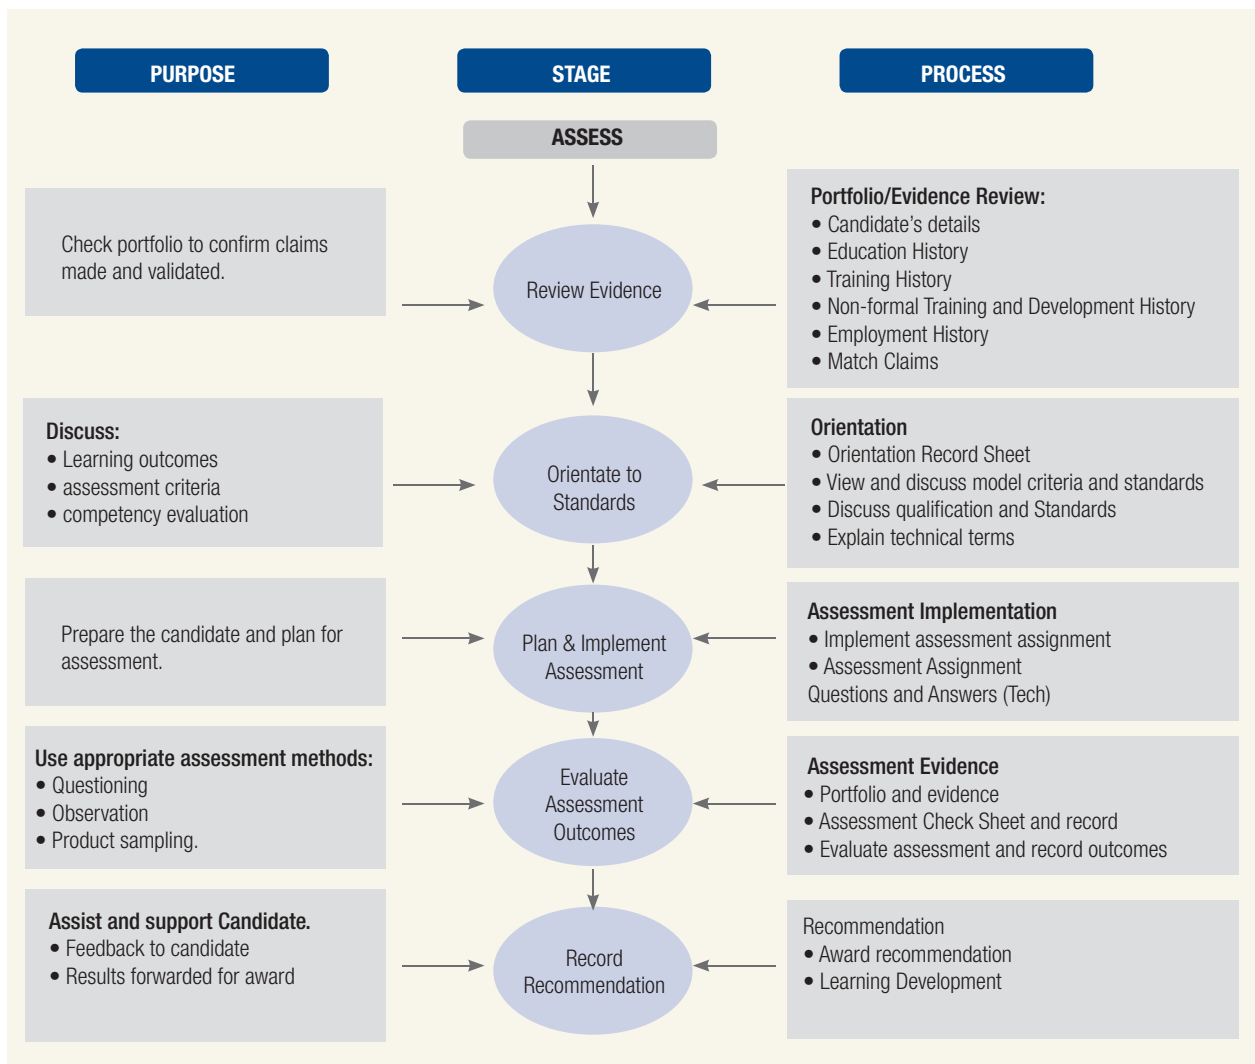 PURPOSE
STAGE
PROCESS
ASSESS
Check portfolio to confirm claims
made and validated.
Review Evidence
Portfolio/Evidence Review:
• Candidate’s details
• Education History
• Training History
• Non-formal Training and Development History
• Employment History
• Match Claims
Discuss:
• Learning outcomes
• assessment criteria
• competency evaluation
Orientate to
Standards
Orientation
• Orientation Record Sheet
• View and discuss model criteria and standards
• Discuss qualification and Standards
• Explain technical terms
Prepare the candidate and plan for
assessment.
Plan & Implement
Assessment
Assessment Implementation
• Implement assessment assignment
• Assessment Assignment
Questions and Answers (Tech)
Use appropriate assessment methods:
• Questioning
• Observation
• Product sampling.
Evaluate
Assessment
Outcomes
Assessment Evidence
• Portfolio and evidence
• Assessment Check Sheet and record
• Evaluate assessment and record outcomes
Assist and support Candidate.
• Feedback to candidate
• Results forwarded for award
Record
Recommendation
Recommendation
• Award recommendation
• Learning Development